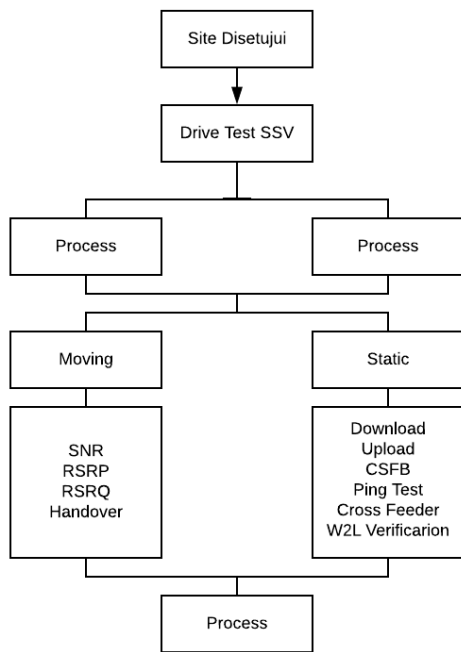 Site Disetujui
Drive Test SSV
Process
Process
Moving
Static
SNR
RSRP
RSRQ
Handover
Download
Upload
CSFB
Ping Test
Cross Feeder
W2L Verificarion
Process